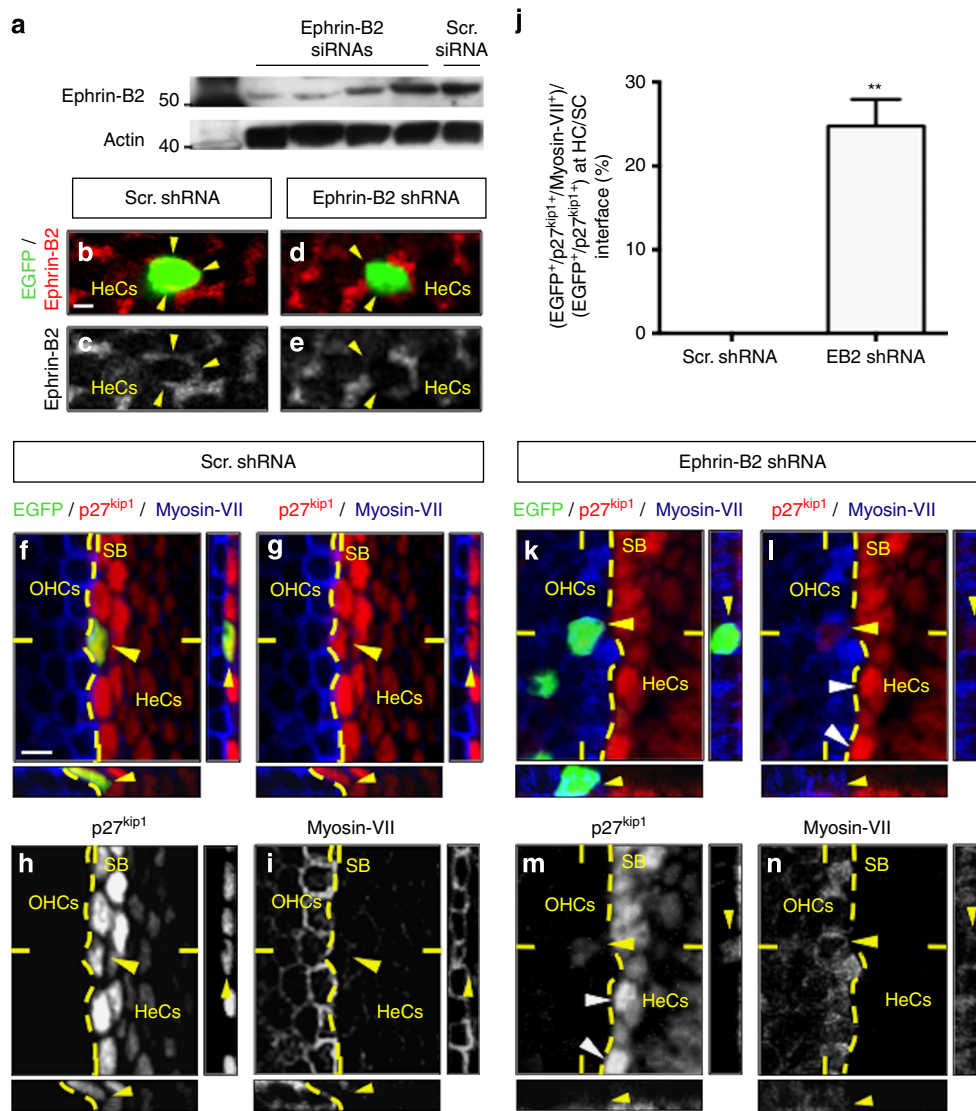 a
Ephrin-B2 siRNAs
Scr. siRNA
Ephrin-B2
50
Actin
40
Scr. shRNA
Ephrin-B2 shRNA
EGFP / Ephrin-B2
b
HeCs
d
HeCs
Ephrin-B2
c
HeCs
e
HeCs
j
(EGFP⁺/p27ᵏⁱᵖ¹⁺/Myosin-VII⁺)/
(EGFP⁺/p27ᵏⁱᵖ¹⁺) at HC/SC
interface (%)
30
20
10
0
**
Scr. shRNA
EB2 shRNA
Scr. shRNA
EGFP / p27ᵏⁱᵖ¹ / Myosin-VII
p27ᵏⁱᵖ¹ / Myosin-VII
f
SB
OHCs
HeCs
g
SB
OHCs
HeCs
p27ᵏⁱᵖ¹
Myosin-VII
h
SB
OHCs
HeCs
i
SB
OHCs
HeCs
Ephrin-B2 shRNA
EGFP / p27ᵏⁱᵖ¹ / Myosin-VII
p27ᵏⁱᵖ¹ / Myosin-VII
k
SB
OHCs
HeCs
l
SB
OHCs
HeCs
p27ᵏⁱᵖ¹
Myosin-VII
m
SB
OHCs
HeCs
n
SB
OHCs
HeCs